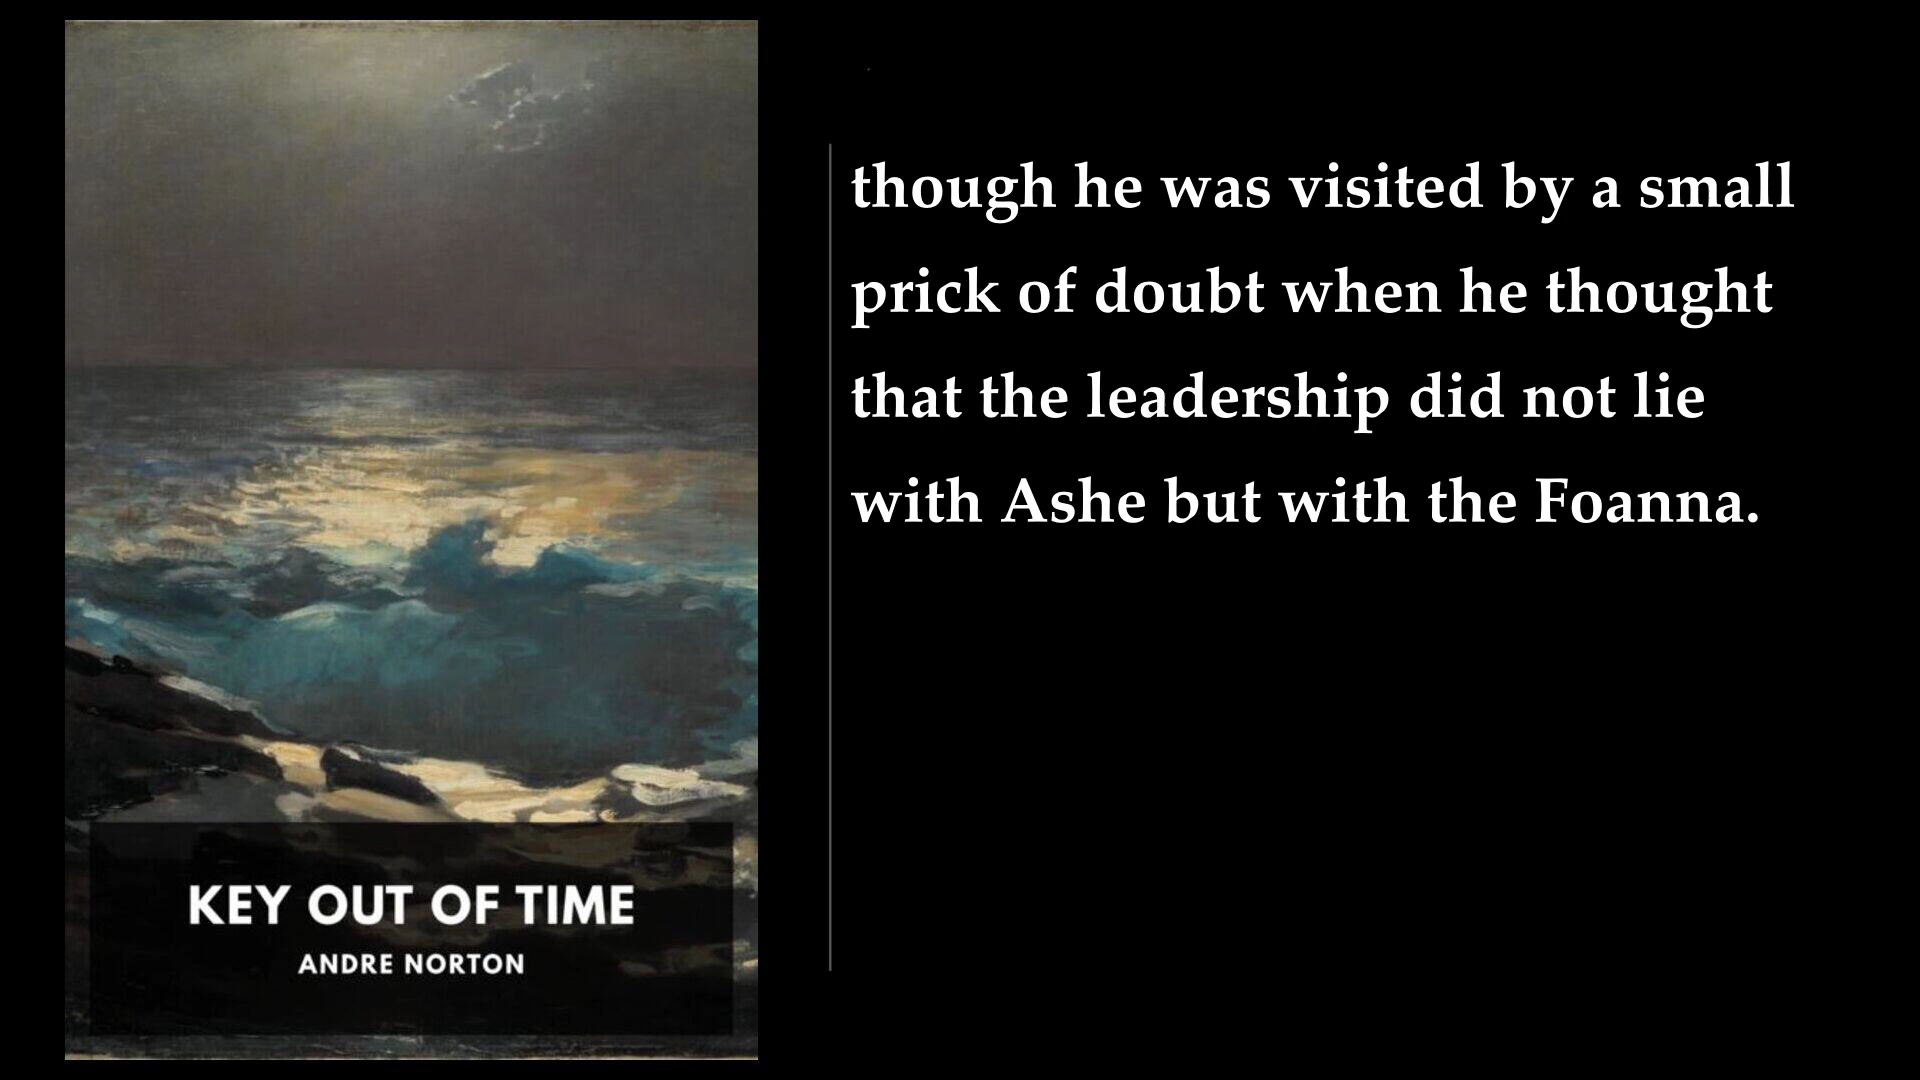 though he was visited by a small
prick of doubt when he thought
that the leadership did not lie
with Ashe but with the Foanna.
KEY OUT OF TIME
ANDRE NORTON